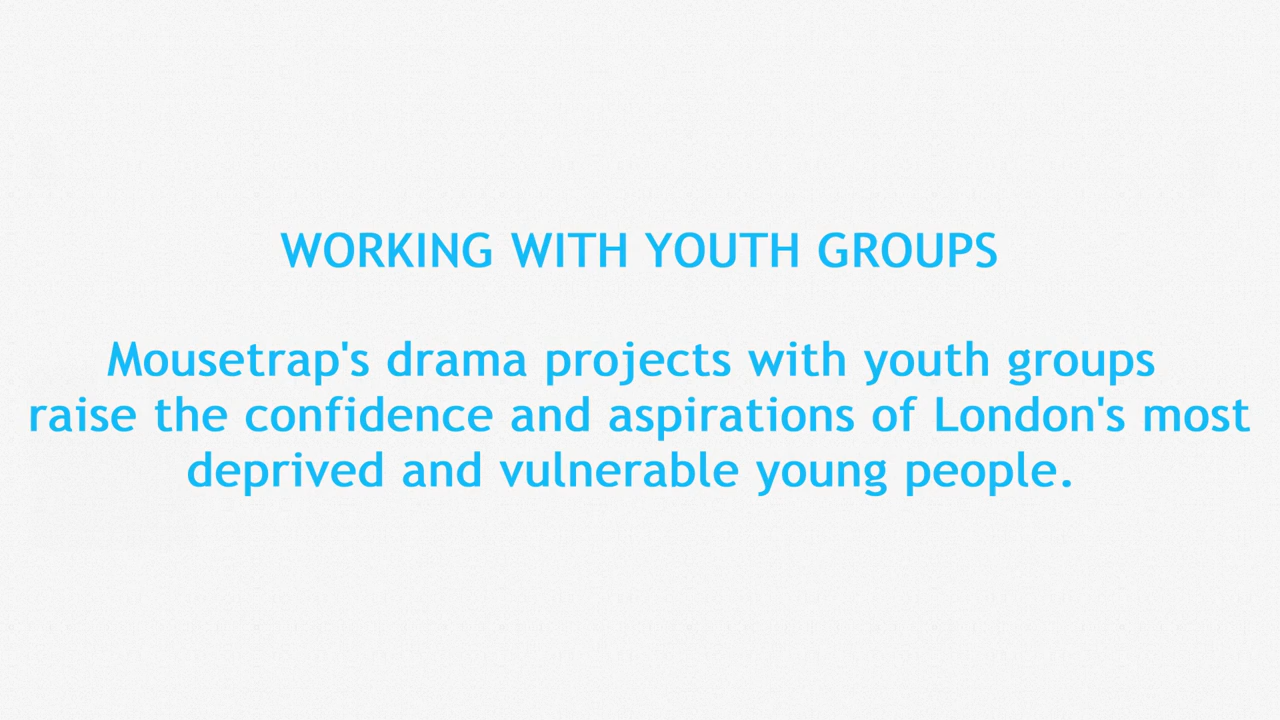 WORKING WITH YOUTH GROUPS
Mousetrap's drama projects with youth groups
raise the confidence and aspirations of London's most
deprived and vulnerable young people.